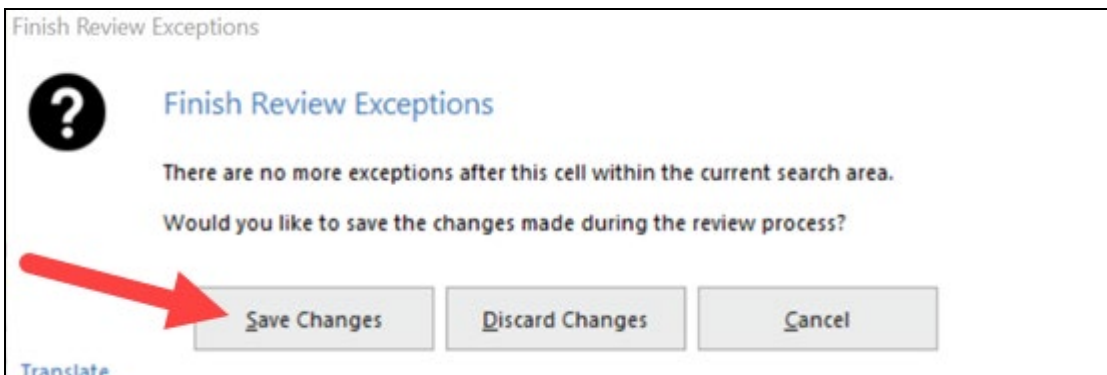 Finish Review Exceptions
Finish Review Exceptions
There are no more exceptions after this cell within the current search area.
Would you like to save the changes made during the review process?
Save Changes Discard Changes Cancel
Translate